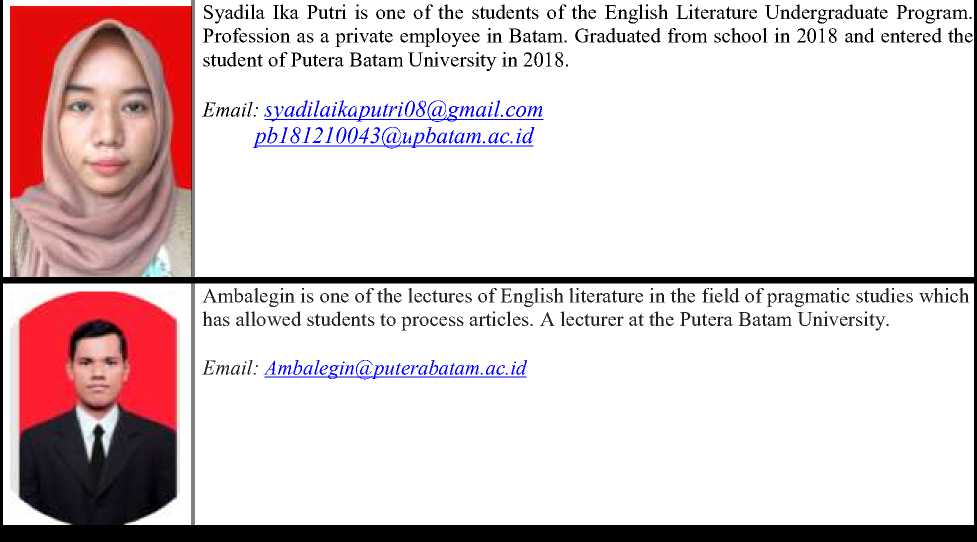 Syadila Ika Putri is one of the students of the English Literature Undergraduate Program.
Profession as a private employee in Batam. Graduated from school in 2018 and entered the
student of Putera Batam University in 2018.
Email: syadilaikaputri08@gmail.com
pb181210043@upbatam.ac.id
Ambalegin is one of the lectures of English literature in the field of pragmatic studies which
has allowed students to process articles. A lecturer at the Putera Batam University.
Email: Ambalegin@puterabatam.ac.id